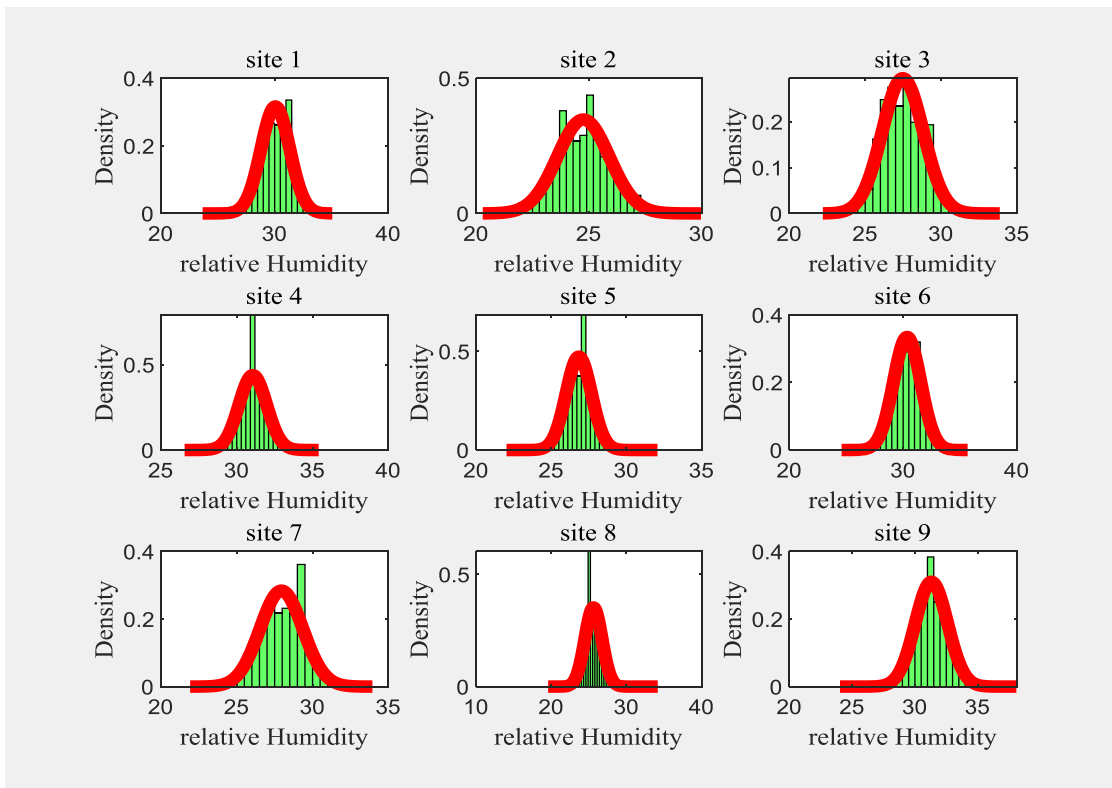 site 1 site 2 site 3
0.4 0.5
Density Density 0.2 Density
0.2 0.1
0 0 0
20 30 40 20 25 30 20 25 30 35
relative Humidity relative Humidity relative Humidity
site 4 site 5 site 6
0.4
Density 0.5 Density 0.5 Density 0.2
0 0 0
25 30 35 40 20 25 30 35 20 30 40
relative Humidity relative Humidity relative Humidity
site 7 site 8 site 9
0.4 0.4
Density 0.2 Density 0.5 Density 0.2
0 0 0
20 25 30 35 10 20 30 40 20 25 30 35
relative Humidity relative Humidity relative Humidity